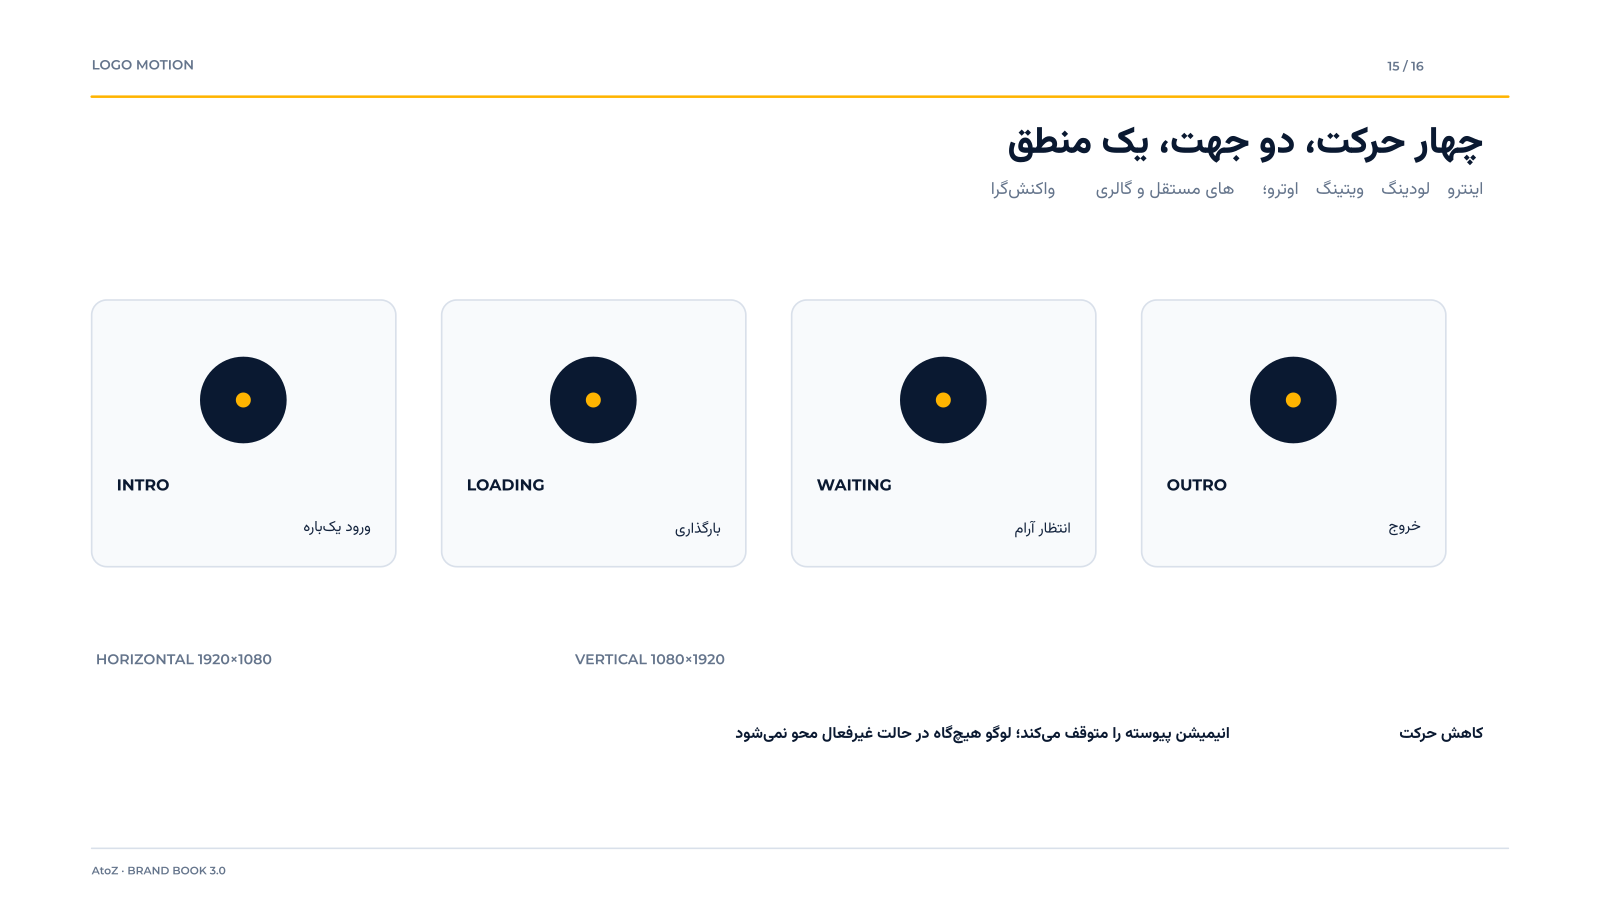 LOGO MOTION
15 / 16
چهار حرکت، دو جهت، یک منطق
اینترو لودینگ ویتینگ اوترو؛ های مستقل و گالری واکنش‌گرا
INTRO
ورود یک‌باره
LOADING
بارگذاری
WAITING
انتظار آرام
OUTRO
خروج
HORIZONTAL 1920×1080
VERTICAL 1080×1920
کاهش حرکت
انیمیشن پیوسته را متوقف می‌کند؛ لوگو هیچ‌گاه در حالت غیرفعال محو نمی‌شود
AtoZ · BRAND BOOK 3.0